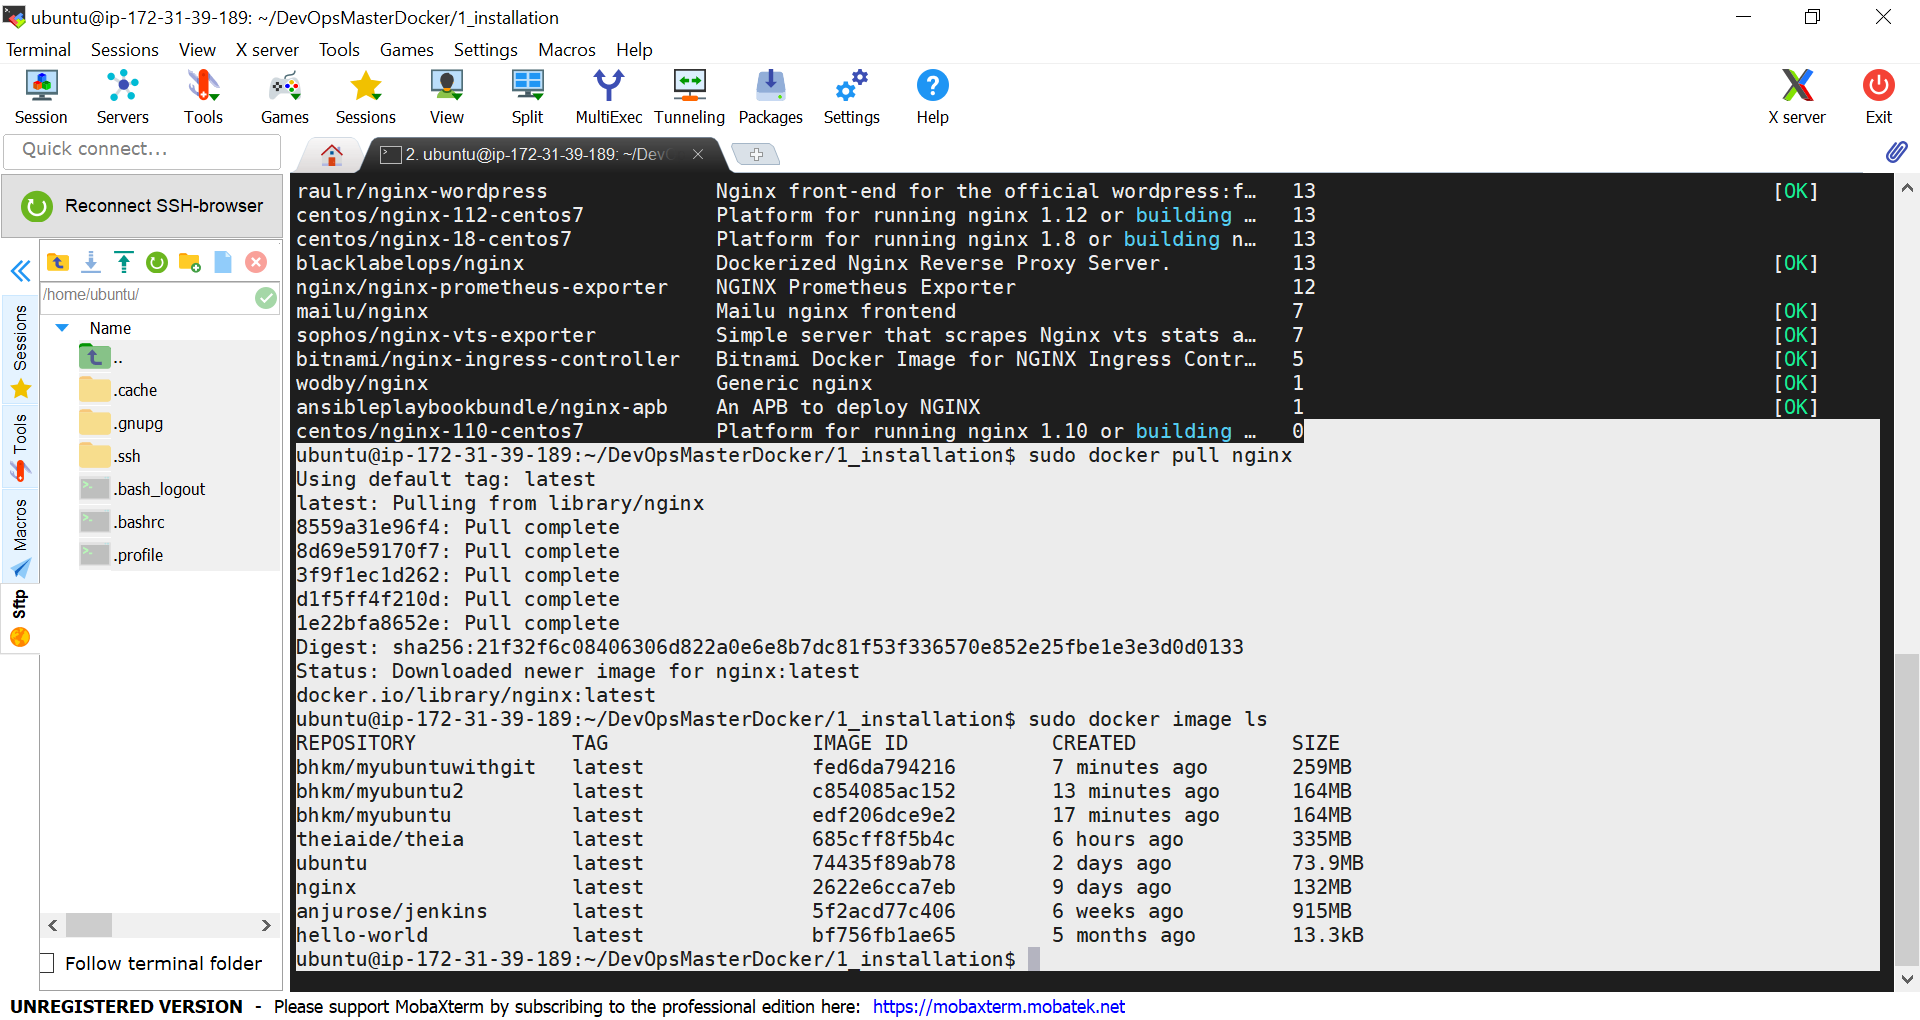 ubuntu@ip-172-31-39-189: ~/DevOpsMasterDocker/1_installation
Terminal Sessions View X server Tools Games Settings Macros Help
Session Servers Tools Games Sessions View Split MultiExec Tunneling Packages Settings Help X server Exit
Quick connect...
2. ubuntu@ip-172-31-39-189: ~/DevO
Reconnect SSH-browser
/home/ubuntu/
Name
..
.cache
.gnupg
.ssh
.bash_logout
.bashrc
.profile
Sessions
Tools
Macros
Sftp
Follow terminal folder
raulr/nginx-wordpress Nginx front-end for the official wordpress:f… 13 [OK]
centos/nginx-112-centos7 Platform for running nginx 1.12 or building … 13
centos/nginx-18-centos7 Platform for running nginx 1.8 or building n… 13
blacklabelops/nginx Dockerized Nginx Reverse Proxy Server. 13 [OK]
nginx/nginx-prometheus-exporter NGINX Prometheus Exporter 12
mailu/nginx Mailu nginx frontend 7 [OK]
sophos/nginx-vts-exporter Simple server that scrapes Nginx vts stats a… 7 [OK]
bitnami/nginx-ingress-controller Bitnami Docker Image for NGINX Ingress Contr… 5 [OK]
wodby/nginx Generic nginx 1 [OK]
ansibleplaybookbundle/nginx-apb An APB to deploy NGINX 1 [OK]
centos/nginx-110-centos7 Platform for running nginx 1.10 or building … 0
ubuntu@ip-172-31-39-189:~/DevOpsMasterDocker/1_installation$ sudo docker pull nginx
Using default tag: latest
latest: Pulling from library/nginx
8559a31e96f4: Pull complete
8d69e59170f7: Pull complete
3f9f1ec1d262: Pull complete
d1f5ff4f210d: Pull complete
1e22bfa8652e: Pull complete
Digest: sha256:21f32f6c08406306d822a0e6e8b7dc81f53f336570e852e25fbe1e3e3d0d0133
Status: Downloaded newer image for nginx:latest
docker.io/library/nginx:latest
ubuntu@ip-172-31-39-189:~/DevOpsMasterDocker/1_installation$ sudo docker image ls
REPOSITORY TAG IMAGE ID CREATED SIZE
bhkm/myubuntuwithgit latest fed6da794216 7 minutes ago 259MB
bhkm/myubuntu2 latest c854085ac152 13 minutes ago 164MB
bhkm/myubuntu latest edf206dce9e2 17 minutes ago 164MB
theiaide/theia latest 685cff8f5b4c 6 hours ago 335MB
ubuntu latest 74435f89ab78 2 days ago 73.9MB
nginx latest 2622e6cca7eb 9 days ago 132MB
anjurose/jenkins latest 5f2acd77c406 6 weeks ago 915MB
hello-world latest bf756fb1ae65 5 months ago 13.3kB
ubuntu@ip-172-31-39-189:~/DevOpsMasterDocker/1_installation$
UNREGISTERED VERSION - Please support MobaXterm by subscribing to the professional edition here: https://mobaxterm.mobatek.net